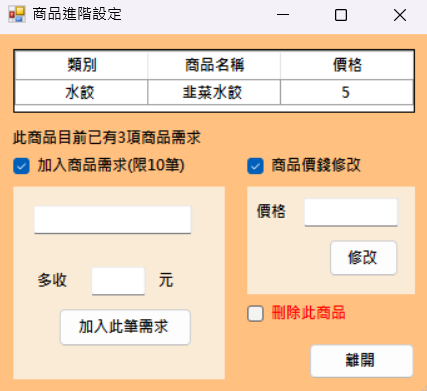 商品進階設定
類別 商品名稱 價格
水餃 韭菜水餃 5
此商品目前已有3項商品需求
加入商品需求(限10筆) 商品價錢修改
價格
修改
多收 元
刪除此商品
加入此筆需求
離開